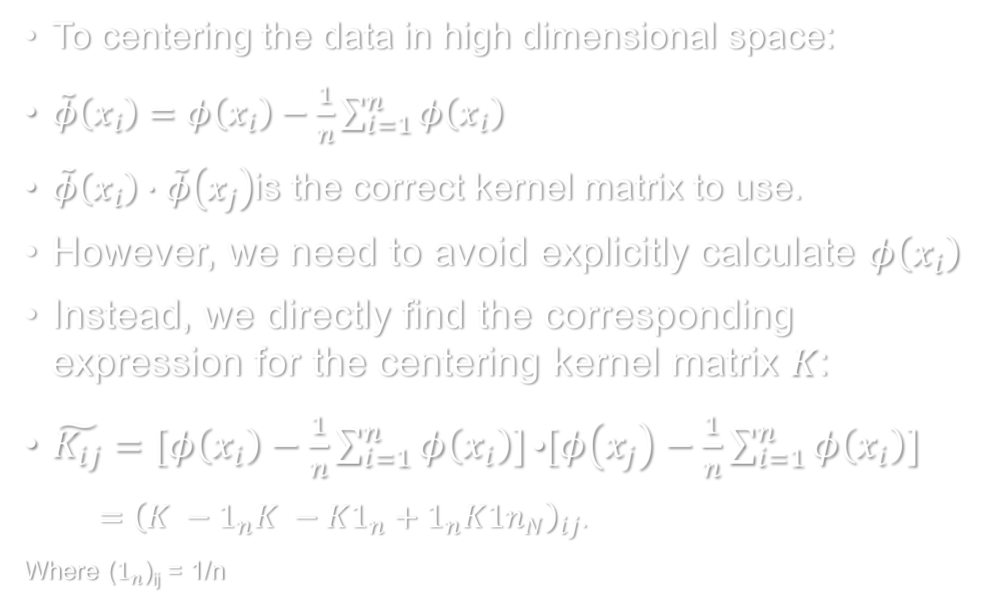 • To centering the data in high dimensional space:
• $\tilde{\phi}(x_i) = \phi(x_i) - \frac{1}{n}\sum_{i=1}^{n} \phi(x_i)$
• $\tilde{\phi}(x_i) \cdot \tilde{\phi}(x_j)$is the correct kernel matrix to use.
• However, we need to avoid explicitly calculate $\phi(x_i)$
• Instead, we directly find the corresponding
expression for the centering kernel matrix $K$:
• $\widetilde{K_{ij}} = [\phi(x_i) - \frac{1}{n}\sum_{i=1}^{n} \phi(x_i)] \bullet [\phi(x_j) - \frac{1}{n}\sum_{i=1}^{n} \phi(x_i)]$
$= (K - 1_n K - K 1_n + 1_n K 1 n_N)_{ij}.$
Where $(1_n)_{ij}$ = 1/n